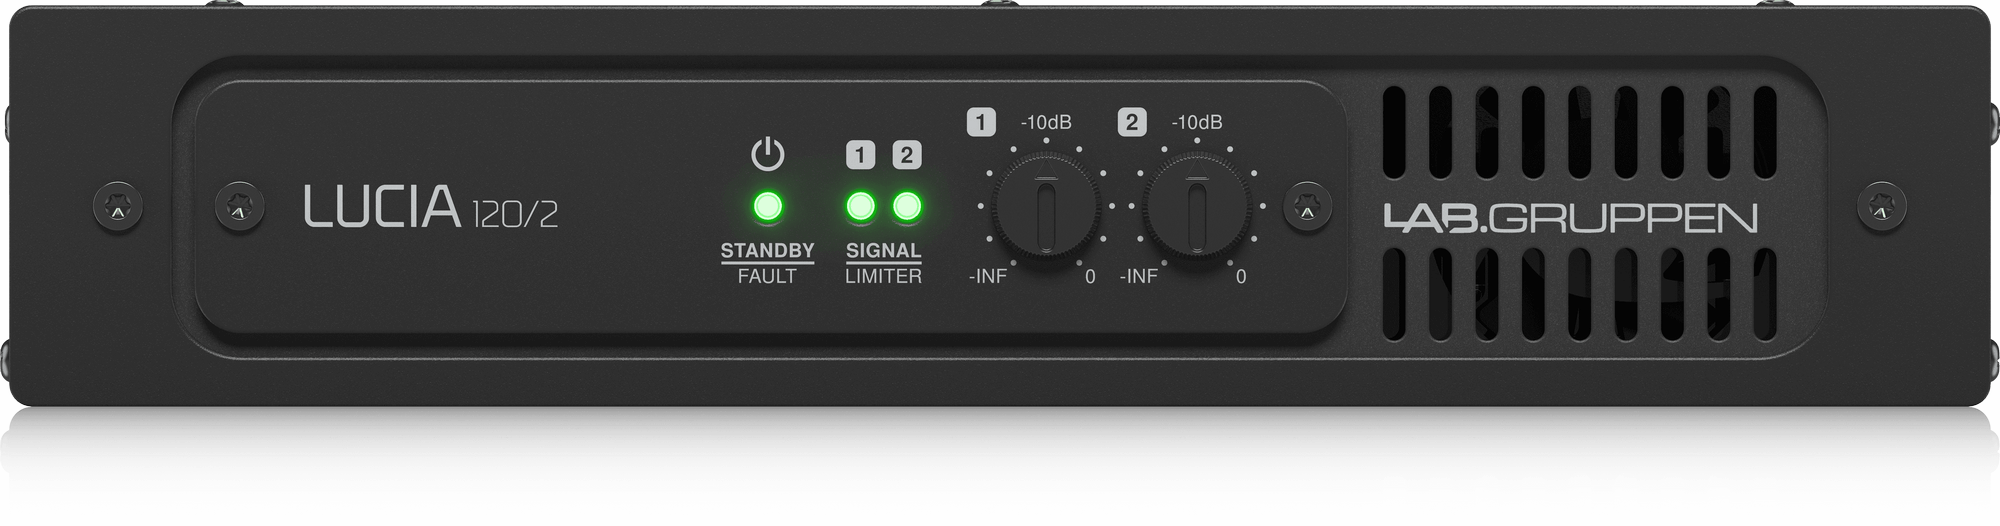 LUCIA 120/2
1 2
STANDBY
FAULT
SIGNAL
LIMITER
1 -10dB
-INF 0
2 -10dB
-INF 0
LAB.GRUPPEN